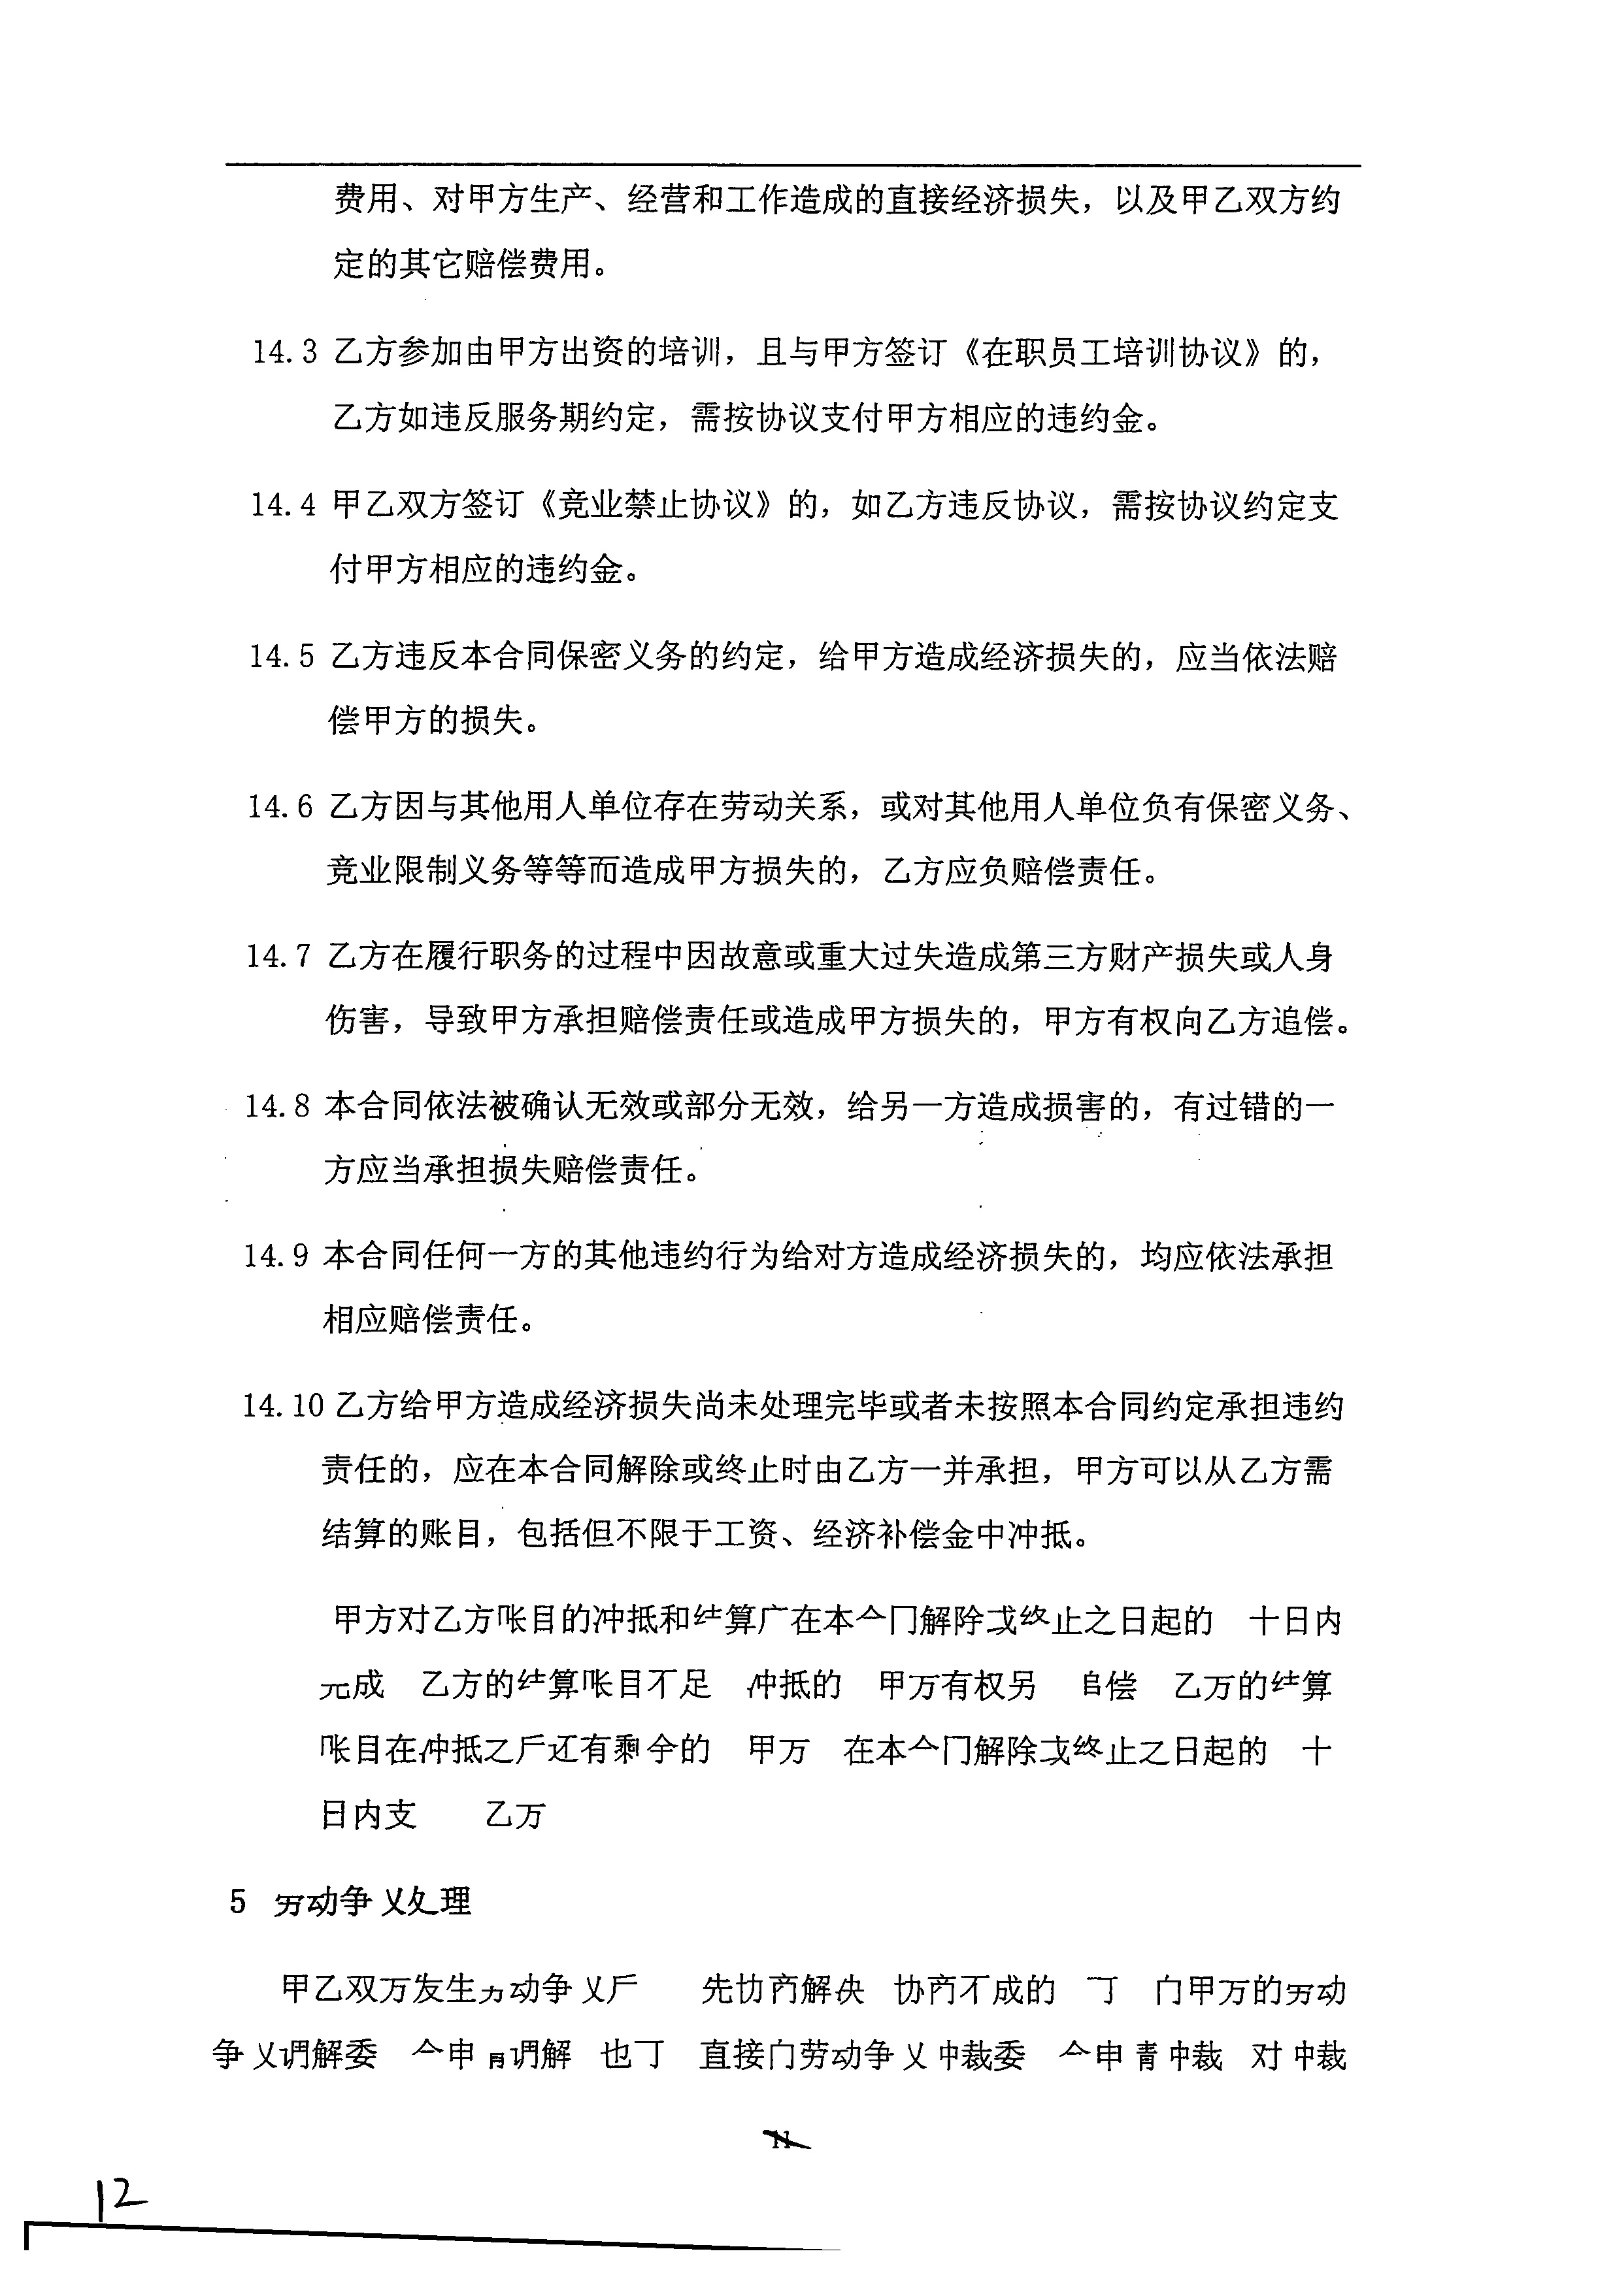 费用、对甲方生产、经营和工作造成的直接经济损失，以及甲乙双方约
定的其它赔偿费用。
14.3 乙方参加由甲方出资的培训，且与甲方签订《在职员工培训协议》的，
乙方如违反服务期约定，需按协议支付甲方相应的违约金。
14.4 甲乙双方签订《竞业禁止协议》的，如乙方违反协议，需按协议约定支
付甲方相应的违约金。
14.5 乙方违反本合同保密义务的约定，给甲方造成经济损失的，应当依法赔
偿甲方的损失。
14.6 乙方因与其他用人单位存在劳动关系，或对其他用人单位负有保密义务、
竞业限制义务等等而造成甲方损失的，乙方应负赔偿责任。
14.7 乙方在履行职务的过程中因故意或重大过失造成第三方财产损失或人身
伤害，导致甲方承担赔偿责任或造成甲方损失的，甲方有权向乙方追偿。
14.8 本合同依法被确认无效或部分无效，给另一方造成损害的，有过错的一
方应当承担损失赔偿责任。
14.9 本合同任何一方的其他违约行为给对方造成经济损失的，均应依法承担
相应赔偿责任。
14.10 乙方给甲方造成经济损失尚未处理完毕或者未按照本合同约定承担违约
责任的，应在本合同解除或终止时由乙方一并承担，甲方可以从乙方需
结算的账目，包括但不限于工资、经济补偿金中冲抵。
甲方对乙方账目的冲抵和结算应在本合同解除或终止之日起的 十日内
完成 乙方的结算账目不足 冲抵的 甲方有权另 追偿 乙方的结算
账目在冲抵之后还有剩余的 甲方 在本合同解除或终止之日起的 十
日内支 乙方
5 劳动争议处理
甲乙双方发生劳动争议后 先协商解决 协商不成的 可 向甲方的劳动
争议调解委 会申请调解 也可 直接向劳动争议仲裁委 会申请仲裁 对仲裁
12